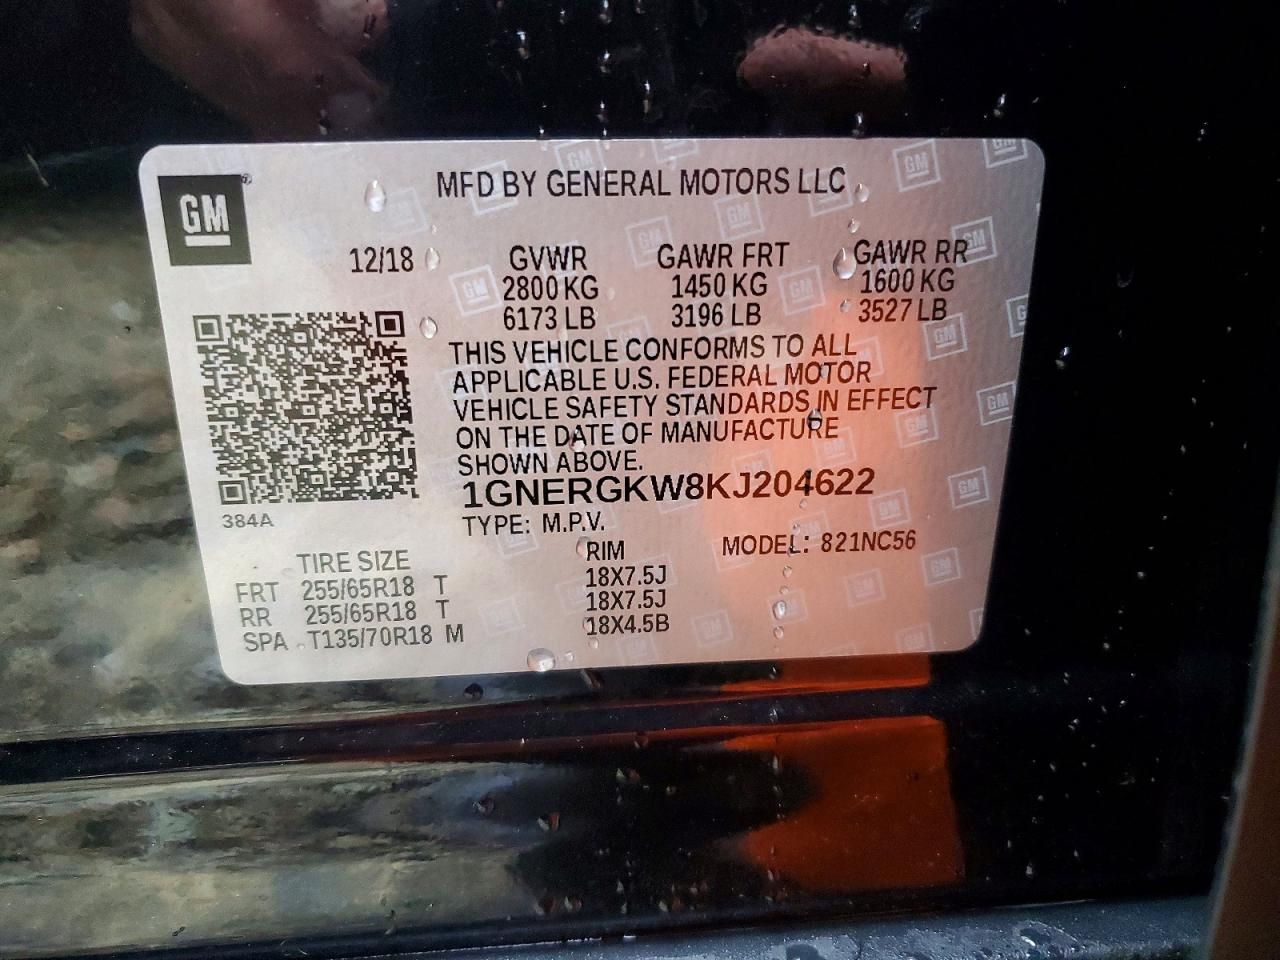 GM
MFD BY GENERAL MOTORS LLC
12/18 GVWR GAWR FRT GAWR RR
2800 KG 1450 KG 1600 KG
6173 LB 3196 LB 3527 LB
THIS VEHICLE CONFORMS TO ALL
APPLICABLE U.S. FEDERAL MOTOR
VEHICLE SAFETY STANDARDS IN EFFECT
ON THE DATE OF MANUFACTURE
SHOWN ABOVE.
1GNERGKW8KJ204622
384A
TYPE: M.P.V. MODEL: 821NC56
TIRE SIZE RIM
FRT 255/65R18 T 18X7.5J
RR 255/65R18 T 18X7.5J
SPA T135/70R18 M 18X4.5B